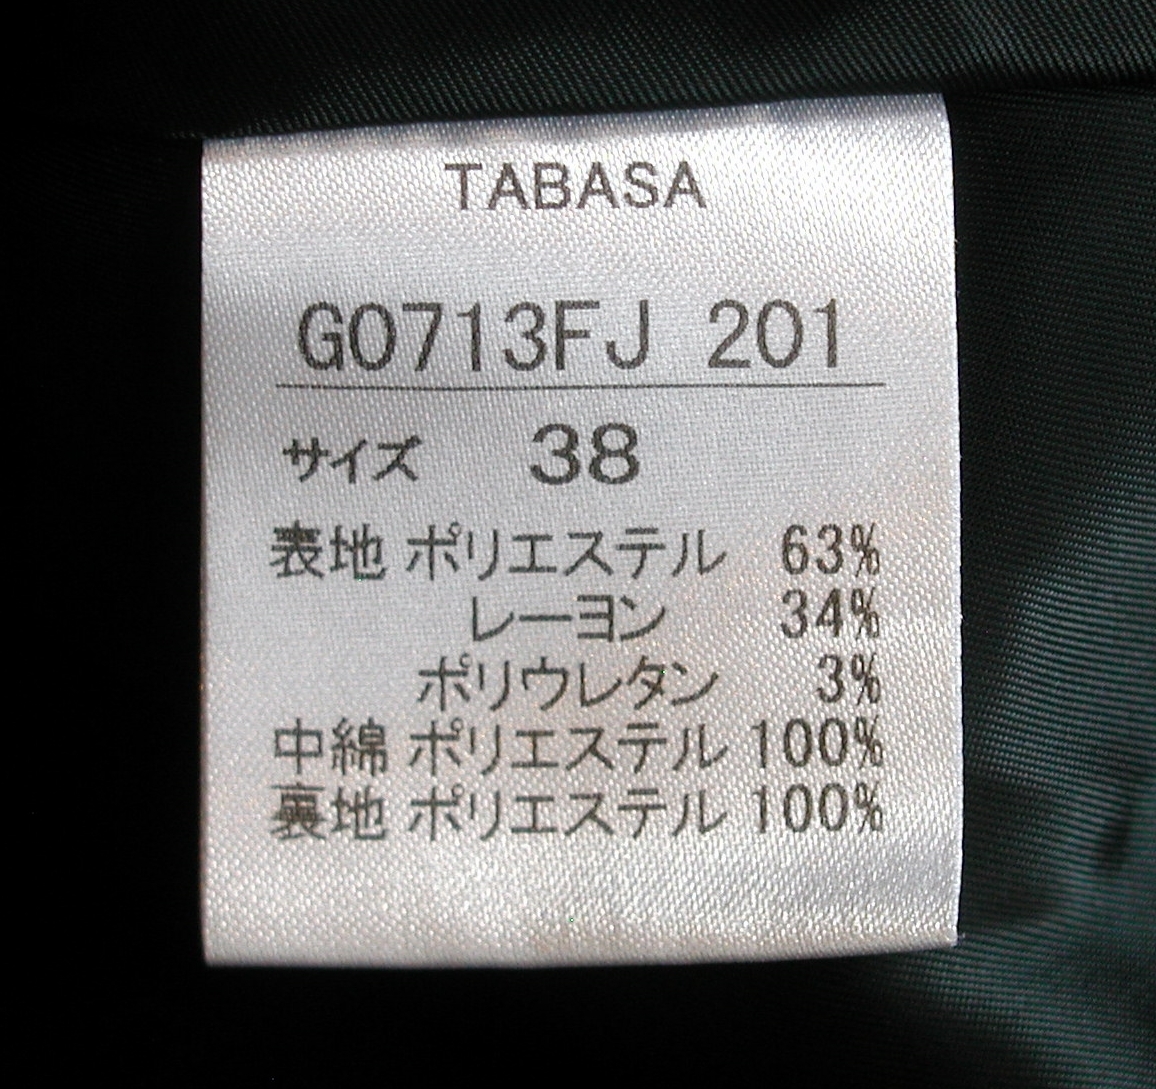 TABASA
G0713FJ 201
サイズ 38
表地 ポリエステル 63%
レーヨン 34%
ポリウレタン 3%
中綿 ポリエステル 100%
裏地 ポリエステル 100%